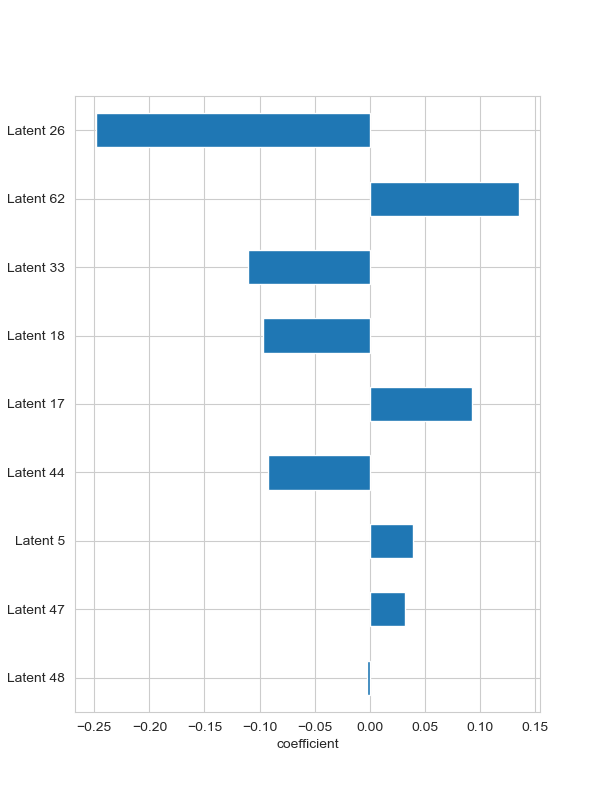 Latent 26
Latent 62
Latent 33
Latent 18
Latent 17
Latent 44
Latent 5
Latent 47
Latent 48
−0.25 −0.20 −0.15 −0.10 −0.05 0.00 0.05 0.10 0.15
coefficient